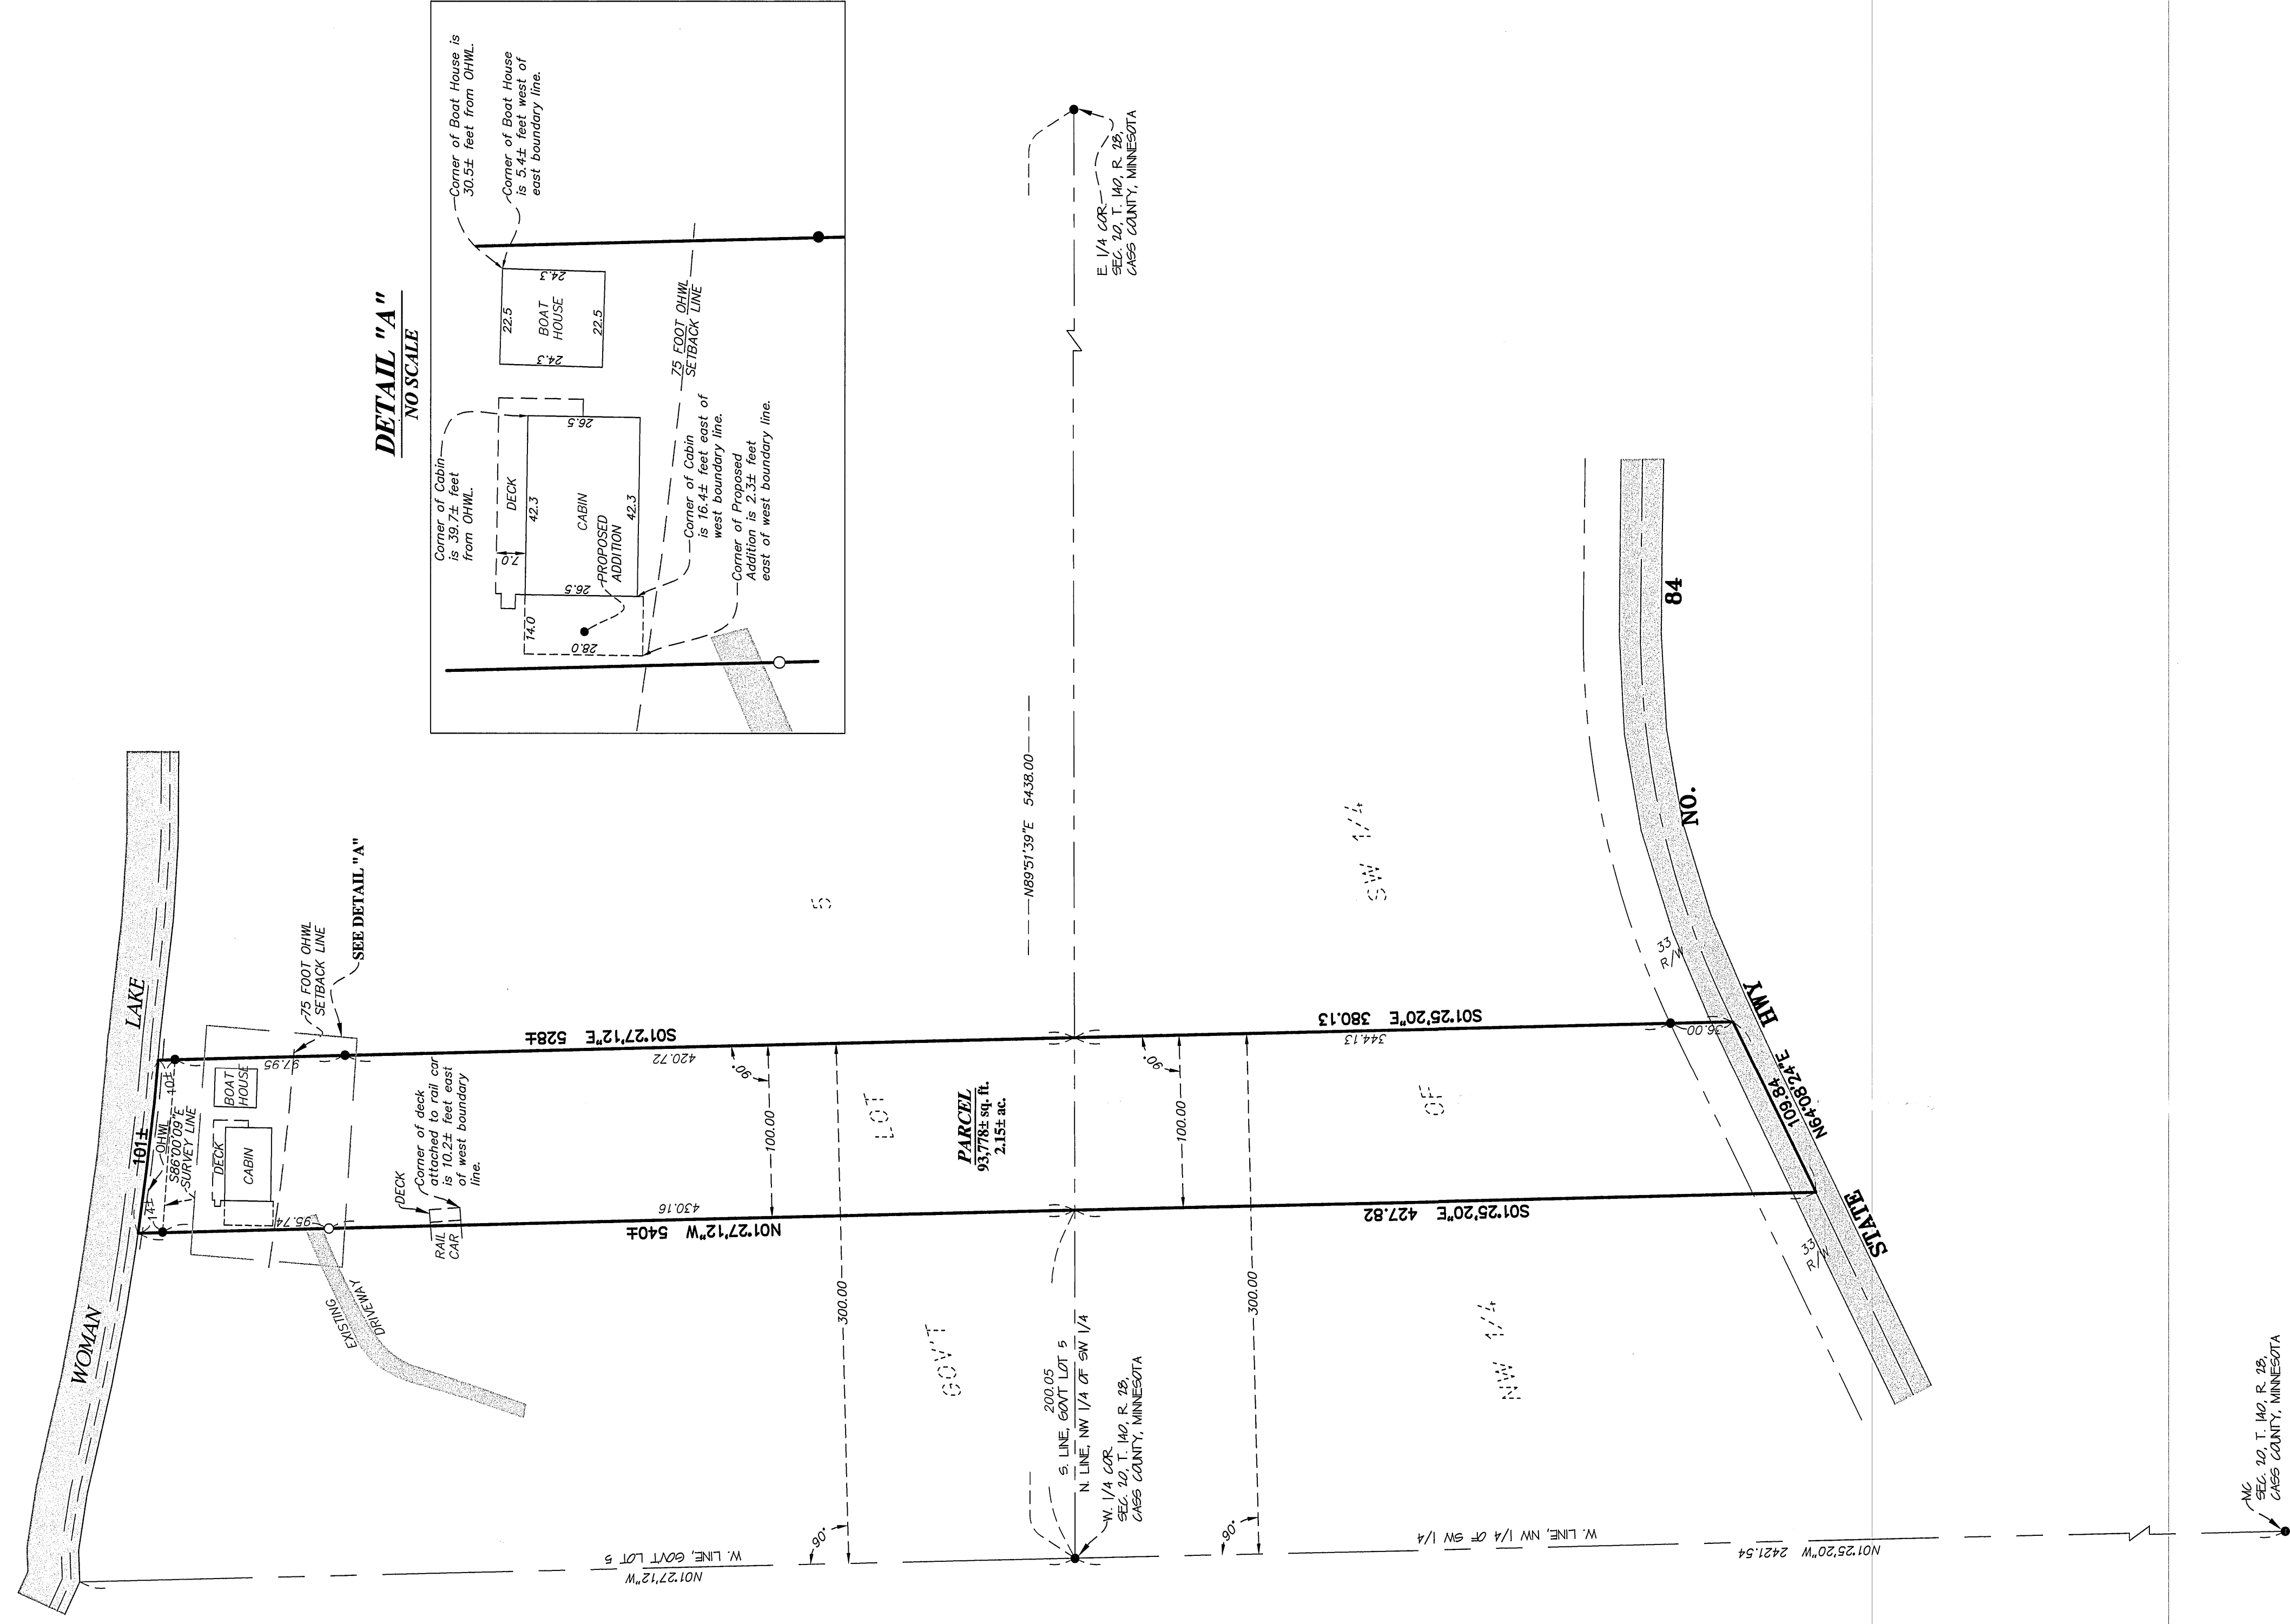 WOMAN
LAKE
101±
OHWL
S86°00'09"E
SURVEY LINE
14±
10±
DECK
CABIN
BOAT
HOUSE
97.95
95.74
75 FOOT OHWL
SETBACK LINE
SEE DETAIL "A"
EXISTING
DRIVEWAY
RAIL
CAR
DECK
Corner of deck
attached to rail car
is 10.2± feet east
of west boundary
line.
S01°27'12"E 528±
420.72
90°
100.00
430.16
N01°27'12"W 540±
300.00
90°
W. LINE, GOVT LOT 5
N01°27'12"W
GOV'T
LOT
5
PARCEL
93,778± sq. ft.
2.15± ac.
200.05
S. LINE, GOVT LOT 5
N. LINE, NW 1/4 OF SW 1/4
W. 1/4 COR
SEC. 20, T. 140, R. 28,
CASS COUNTY, MINNESOTA
N89°51'39"E 5438.00
E. 1/4 COR
SEC. 20, T. 140, R. 28,
CASS COUNTY, MINNESOTA
S01°25'20"E 380.13
344.13
36.00
90°
100.00
S01°25'20"E 427.82
300.00
90°
NW 1/4
OF
SW 1/4
W. LINE, NW 1/4 OF SW 1/4
N01°25'20"W 2421.54
109.84
N64°08'24"E
33
R/W
33
R/W
STATE
HWY
NO.
84
MC
SEC. 20, T. 140, R. 28,
CASS COUNTY, MINNESOTA
DETAIL "A"
NO SCALE
Corner of Cabin
is 39.7± feet
from OHWL.
Corner of Boat House is
30.5± feet from OHWL.
Corner of Boat House
is 5.4± feet west of
east boundary line.
DECK
7.0
42.3
CABIN
42.3
26.5
26.5
14.0
28.0
PROPOSED
ADDITION
22.5
BOAT
HOUSE
22.5
24.3
24.3
75 FOOT OHWL
SETBACK LINE
Corner of Cabin
is 16.4± feet east of
west boundary line.
Corner of Proposed
Addition is 2.3± feet
east of west boundary line.